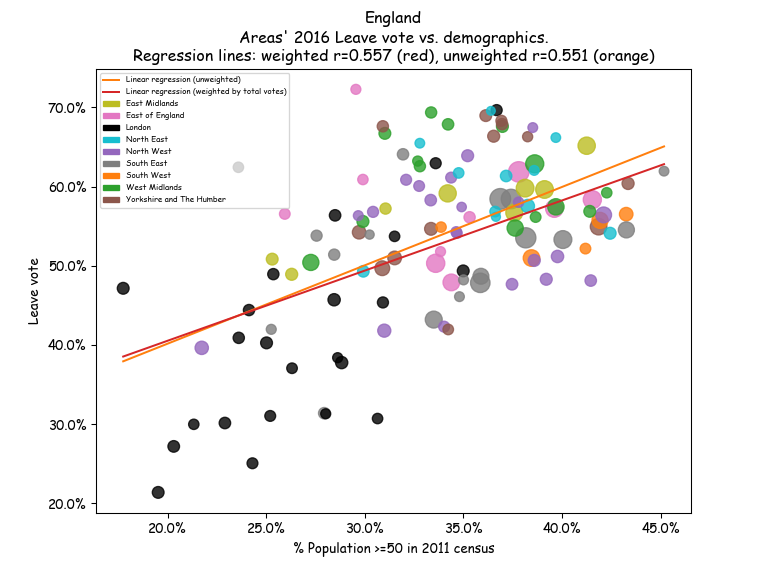 England
Areas' 2016 Leave vote vs. demographics.
Regression lines: weighted r=0.557 (red), unweighted r=0.551 (orange)
Linear regression (unweighted)
Linear regression (weighted by total votes)
East Midlands
East of England
London
North East
North West
South East
South West
West Midlands
Yorkshire and The Humber
70.0%
60.0%
50.0%
40.0%
30.0%
20.0%
Leave vote
20.0% 25.0% 30.0% 35.0% 40.0% 45.0%
% Population >=50 in 2011 census